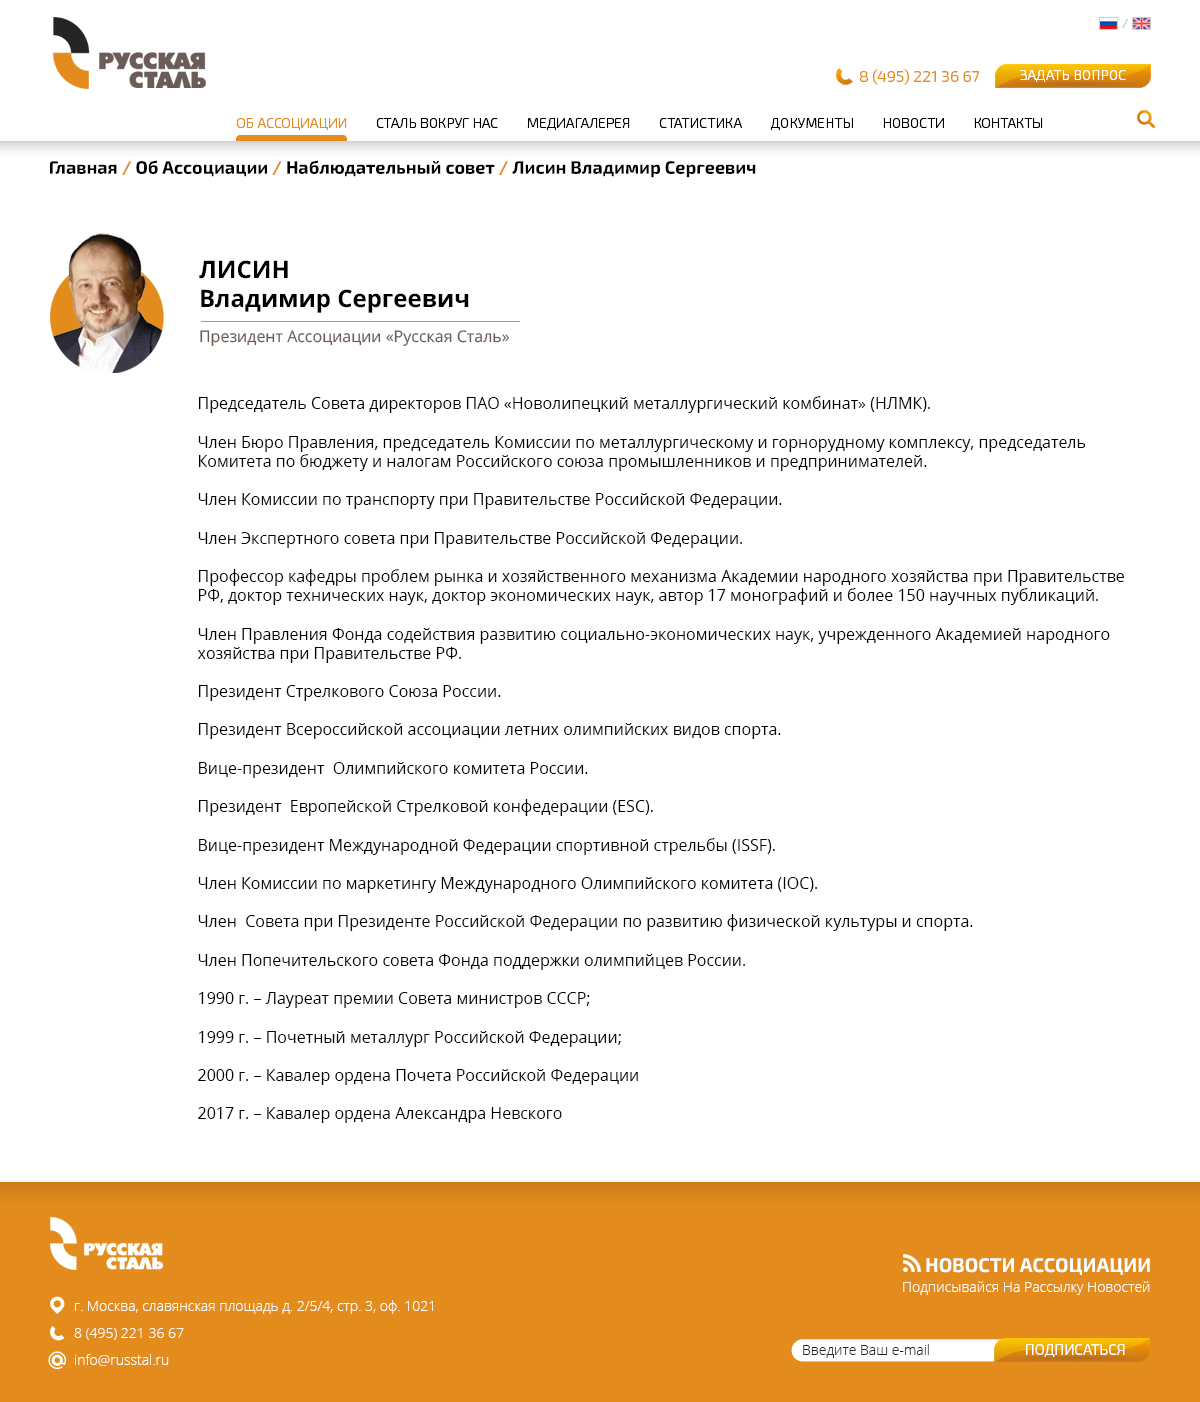 РУССКАЯ
СТАЛЬ
/
8 (495) 221 36 67
ЗАДАТЬ ВОПРОС
ОБ АССОЦИАЦИИ СТАЛЬ ВОКРУГ НАС МЕДИАГАЛЕРЕЯ СТАТИСТИКА ДОКУМЕНТЫ НОВОСТИ КОНТАКТЫ
Главная / Об Ассоциации / Наблюдательный совет / Лисин Владимир Сергеевич
ЛИСИН
Владимир Сергеевич
Президент Ассоциации «Русская Сталь»
Председатель Совета директоров ПАО «Новолипецкий металлургический комбинат» (НЛМК).
Член Бюро Правления, председатель Комиссии по металлургическому и горнорудному комплексу, председатель
Комитета по бюджету и налогам Российского союза промышленников и предпринимателей.
Член Комиссии по транспорту при Правительстве Российской Федерации.
Член Экспертного совета при Правительстве Российской Федерации.
Профессор кафедры проблем рынка и хозяйственного механизма Академии народного хозяйства при Правительстве
РФ, доктор технических наук, доктор экономических наук, автор 17 монографий и более 150 научных публикаций.
Член Правления Фонда содействия развитию социально-экономических наук, учрежденного Академией народного
хозяйства при Правительстве РФ.
Президент Стрелкового Союза России.
Президент Всероссийской ассоциации летних олимпийских видов спорта.
Вице-президент  Олимпийского комитета России.
Президент  Европейской Стрелковой конфедерации (ESC).
Вице-президент Международной Федерации спортивной стрельбы (ISSF).
Член Комиссии по маркетингу Международного Олимпийского комитета (IOC).
Член  Совета при Президенте Российской Федерации по развитию физической культуры и спорта.
Член Попечительского совета Фонда поддержки олимпийцев России.
1990 г. – Лауреат премии Совета министров СССР;
1999 г. – Почетный металлург Российской Федерации;
2000 г. – Кавалер ордена Почета Российской Федерации
2017 г. – Кавалер ордена Александра Невского
РУССКАЯ
СТАЛЬ
г. Москва, славянская площадь д. 2/5/4, стр. 3, оф. 1021
8 (495) 221 36 67
info@russtal.ru
НОВОСТИ АССОЦИАЦИИ
Подписывайся На Рассылку Новостей
Введите Ваш e-mail
ПОДПИСАТЬСЯ